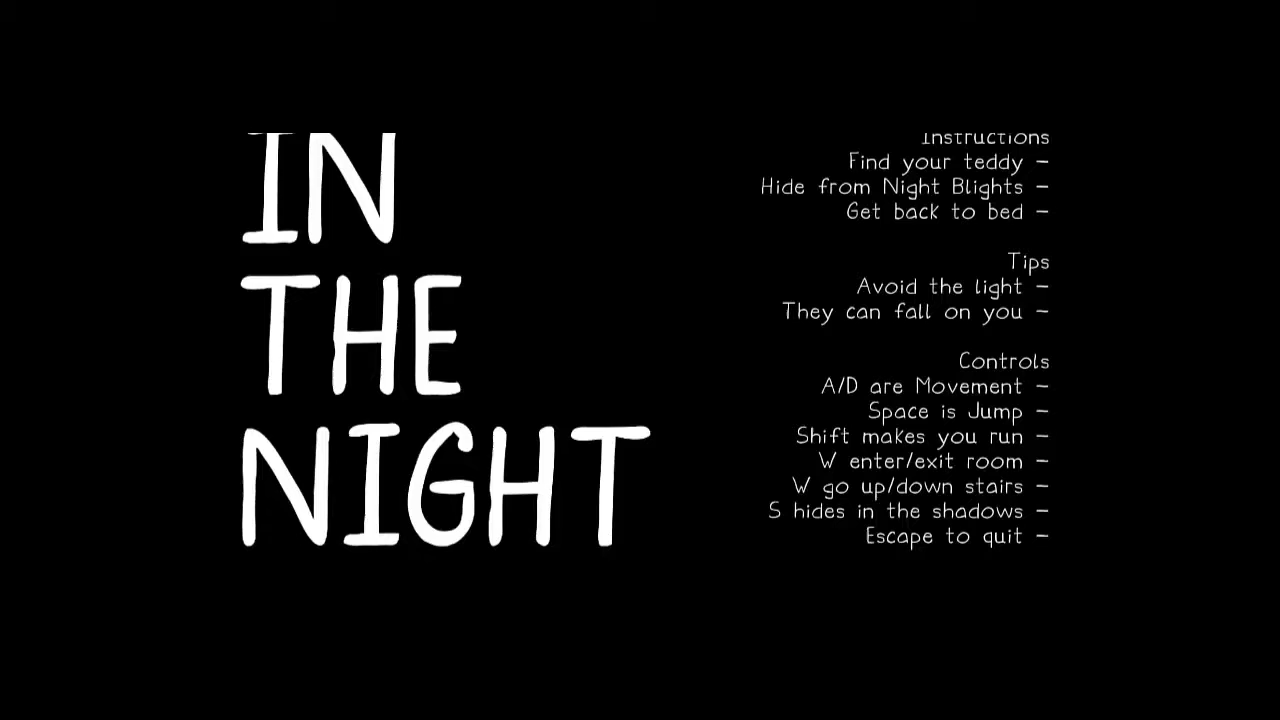 IN
THE
NIGHT
Instructions
Find your teddy –
Hide from Night Blights –
Get back to bed –
Tips
Avoid the light –
They can fall on you –
Controls
A/D are Movement –
Space is Jump –
Shift makes you run –
W enter/exit room –
W go up/down stairs –
S hides in the shadows –
Escape to quit –